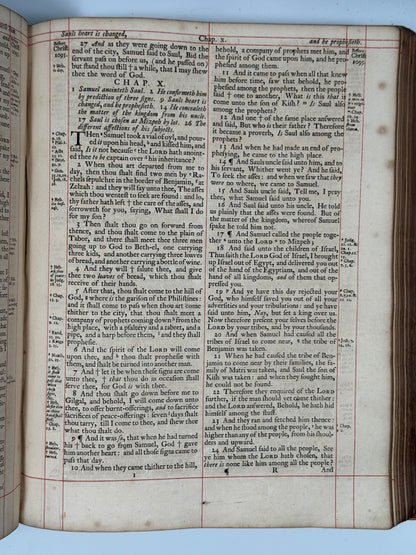 Sauls heart is changed,
Chap. x.
and he prophesieth.
27 And as they were going down to the
end of the city, Samuel said to Saul, Bid the
servant pass on before us, (and he passed on)
but stand thou still † a while, that I may shew
thee the word of God.
CHAP. X.
1 Samuel anointeth Saul. 2 He confirmeth him
by prediction of three signs. 9 Sauls heart is
changed, and he prophesieth. 14 He concealeth
the matter of the kingdom from his uncle.
17 Saul is chosen at Mizpeh by lot. 26 The
different affections of his subjects.
THen ᵃ Samuel took a vial of oyl, and pour-
ed it upon his head, ᵇ and kissed him, and
said, Is it not because ᶜ the LORD hath anoint-
ed thee to be captain over his inheritance?
2 When thou art departed from me to
day, then thou shalt find two men by ᵈ Ra-
chels sepulchre in the border of Benjamin, ᵉ at
Zelzah: and they will say unto thee, The asses
which thou wentest to seek are found: and lo,
thy father hath left † the care of the asses, and
sorroweth for you, saying, What shall I do
for my son?
3 Then shalt thou go on forward from
thence, and thou shalt come to the plain of
Tabor, and there shall meet thee three men
going up to God to Beth-el, one carrying
three kids, and another carrying three loaves
of bread, and another carrying a bottle of wine.
4 And they will † salute thee, and give
thee two loaves of bread, which thou shalt
receive of their hands.
5 After that, thou shalt come to the hill of
God, where is the garison of the Philistines:
and it shall come to pass when thou art come
thither to the city, that thou shalt meet a
company of prophets coming down from the
high place, with a psaltery, and a tabret, and a
pipe, and a harp before them, and they shall
prophesie.
6 And the Spirit of the LORD will come
upon thee, and thou shalt prophesie with
them, and shalt be turned into another man.
7 And † let it be when these signs are come
unto thee, † that thou do as occasion shall
serve thee, for God is with thee.
8 And thou shalt go down before me to
Gilgal, and behold, I will come down unto
thee, to offer burnt-offerings, and to sacrifice
sacrifices of peace-offerings: seven days shalt
thou tarry, till I come to thee, and shew thee
what thou shalt do.
9 ¶ And it was so, that when he had turned
his † back to go from Samuel, God † gave
him another heart: and all those signs came to
pass that day.
10 And when they came thither to the hill,
behold, a company of prophets met him, and
the Spirit of God came upon him, and he pro-
phesied among them.
11 And it came to pass when all that knew
him before time, saw that behold, he pro-
phesied among the prophets, then the people
said † one to another, What is this that is
come unto the son of Kish? Is Saul also
among the prophets?
12 And one † of the same place answered
and said, But who is their father? Therefore
it became a proverb, Is Saul also among the
prophets?
13 And when he had made an end of pro-
phesying, he came to the high place.
14 ¶ And Sauls uncle said unto him, and to
his servant, Whither went ye? And he said,
To seek the asses: and when we saw that they
were no where, we came to Samuel.
15 And Sauls uncle said, Tell me, I pray
thee, what Samuel said unto you.
16 And Saul said unto his uncle, He told
us plainly that the asses were found. But of
the matter of the kingdom, whereof Samuel
spake he told him not.
17 ¶ And Samuel called the people toge-
ther unto the LORD to Mizpeh;
18 And said unto the children of Israel,
Thus saith the LORD God of Israel, I brought
up Israel out of Egypt, and delivered you out
of the hand of the Egyptians, and out of the
hand of all kingdoms, and of them that op-
pressed you.
19 And ye have this day rejected your
God, who himself saved you out of all your
adversities and your tribulations: and ye have
said unto him, Nay, but set a king over us.
Now therefore present your selves before the
LORD by your tribes, and by your thousands.
20 And when Samuel had caused all the
tribes of Israel to come near, the tribe of
Benjamin was taken.
21 When he had caused the tribe of Ben-
jamin to come near by their families, the fa-
mily of Matri was taken, and Saul the son of
Kish was taken: and when they sought him,
he could not be found.
22 Therefore they enquired of the LORD
further, if the man should yet come thither:
and the LORD answered, Behold, he hath hid
himself among the stuff.
23 And they ran and fetched him thence:
and when he stood among the people, he was
higher than any of the people, from his shoul-
ders and upward.
24 And Samuel said to all the people, See
ye him whom the LORD hath chosen, that
there is none like him among all the people?
1
¶
R
And